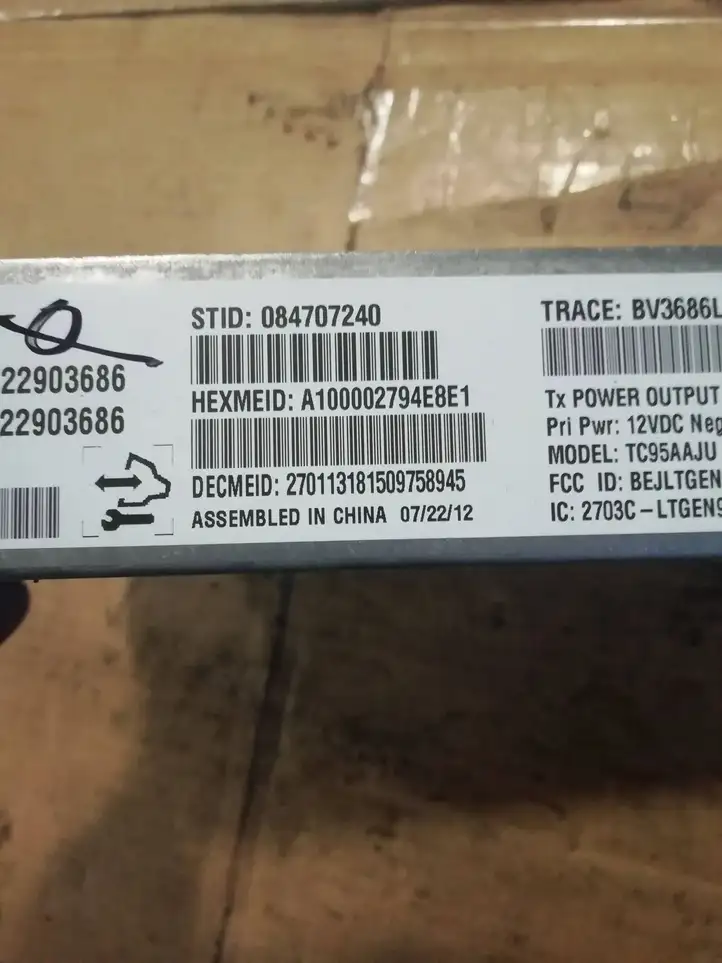 22903686
22903686
STID: 084707240
HEXMEID: A100002794E8E1
DECMEID: 270113181509758945
ASSEMBLED IN CHINA 07/22/12
TRACE: BV3686L
Tx POWER OUTPUT
Pri Pwr: 12VDC Neg
MODEL: TC95AAJU
FCC ID: BEJLTGEN
IC: 2703C-LTGEN9